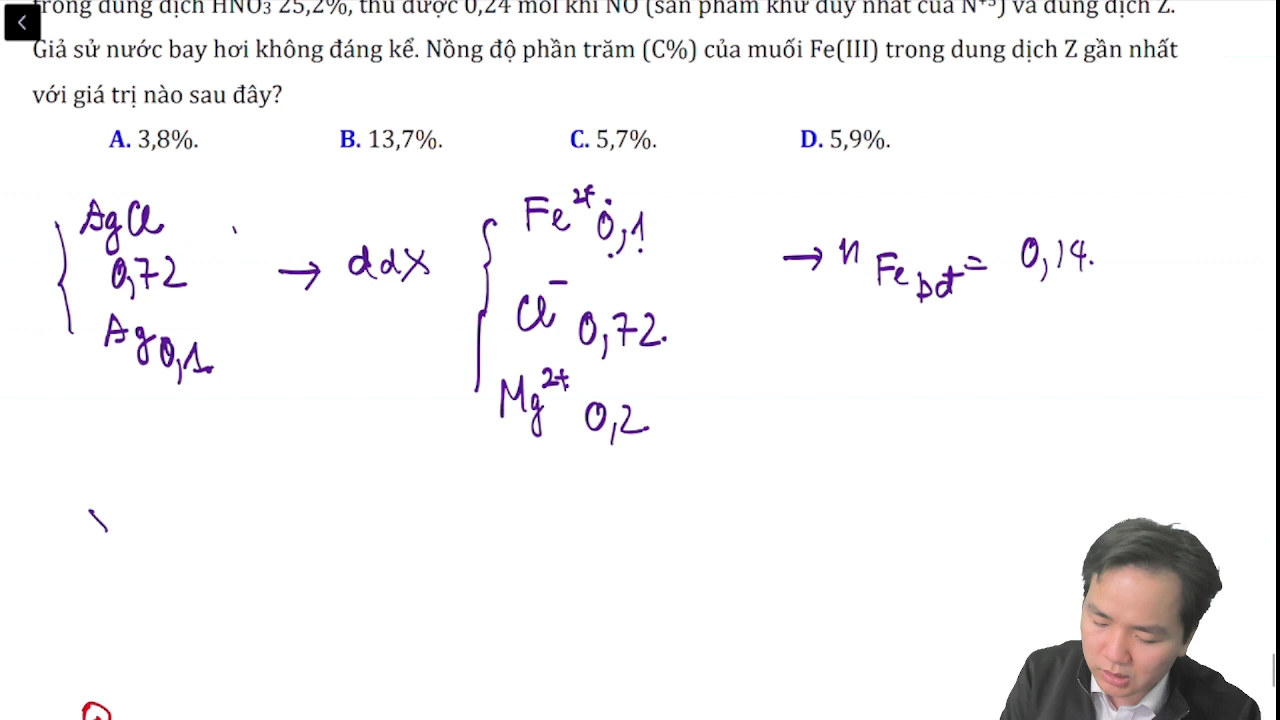 trong dung dịch HNO₃ 25,2%, thu được 0,24 mol khí NO (sản phẩm khử duy nhất của N⁺⁵) và dung dịch Z.
Giả sử nước bay hơi không đáng kể. Nồng độ phần trăm (C%) của muối Fe(III) trong dung dịch Z gần nhất
với giá trị nào sau đây?
A. 3,8%. B. 13,7%. C. 5,7%. D. 5,9%.
AgCl
0,72
Ag 0,1
→ ddX
Fe²⁺ 0,1
Cl⁻ 0,72.
Mg²⁺ 0,2
→ n Fe bđ = 0,14.